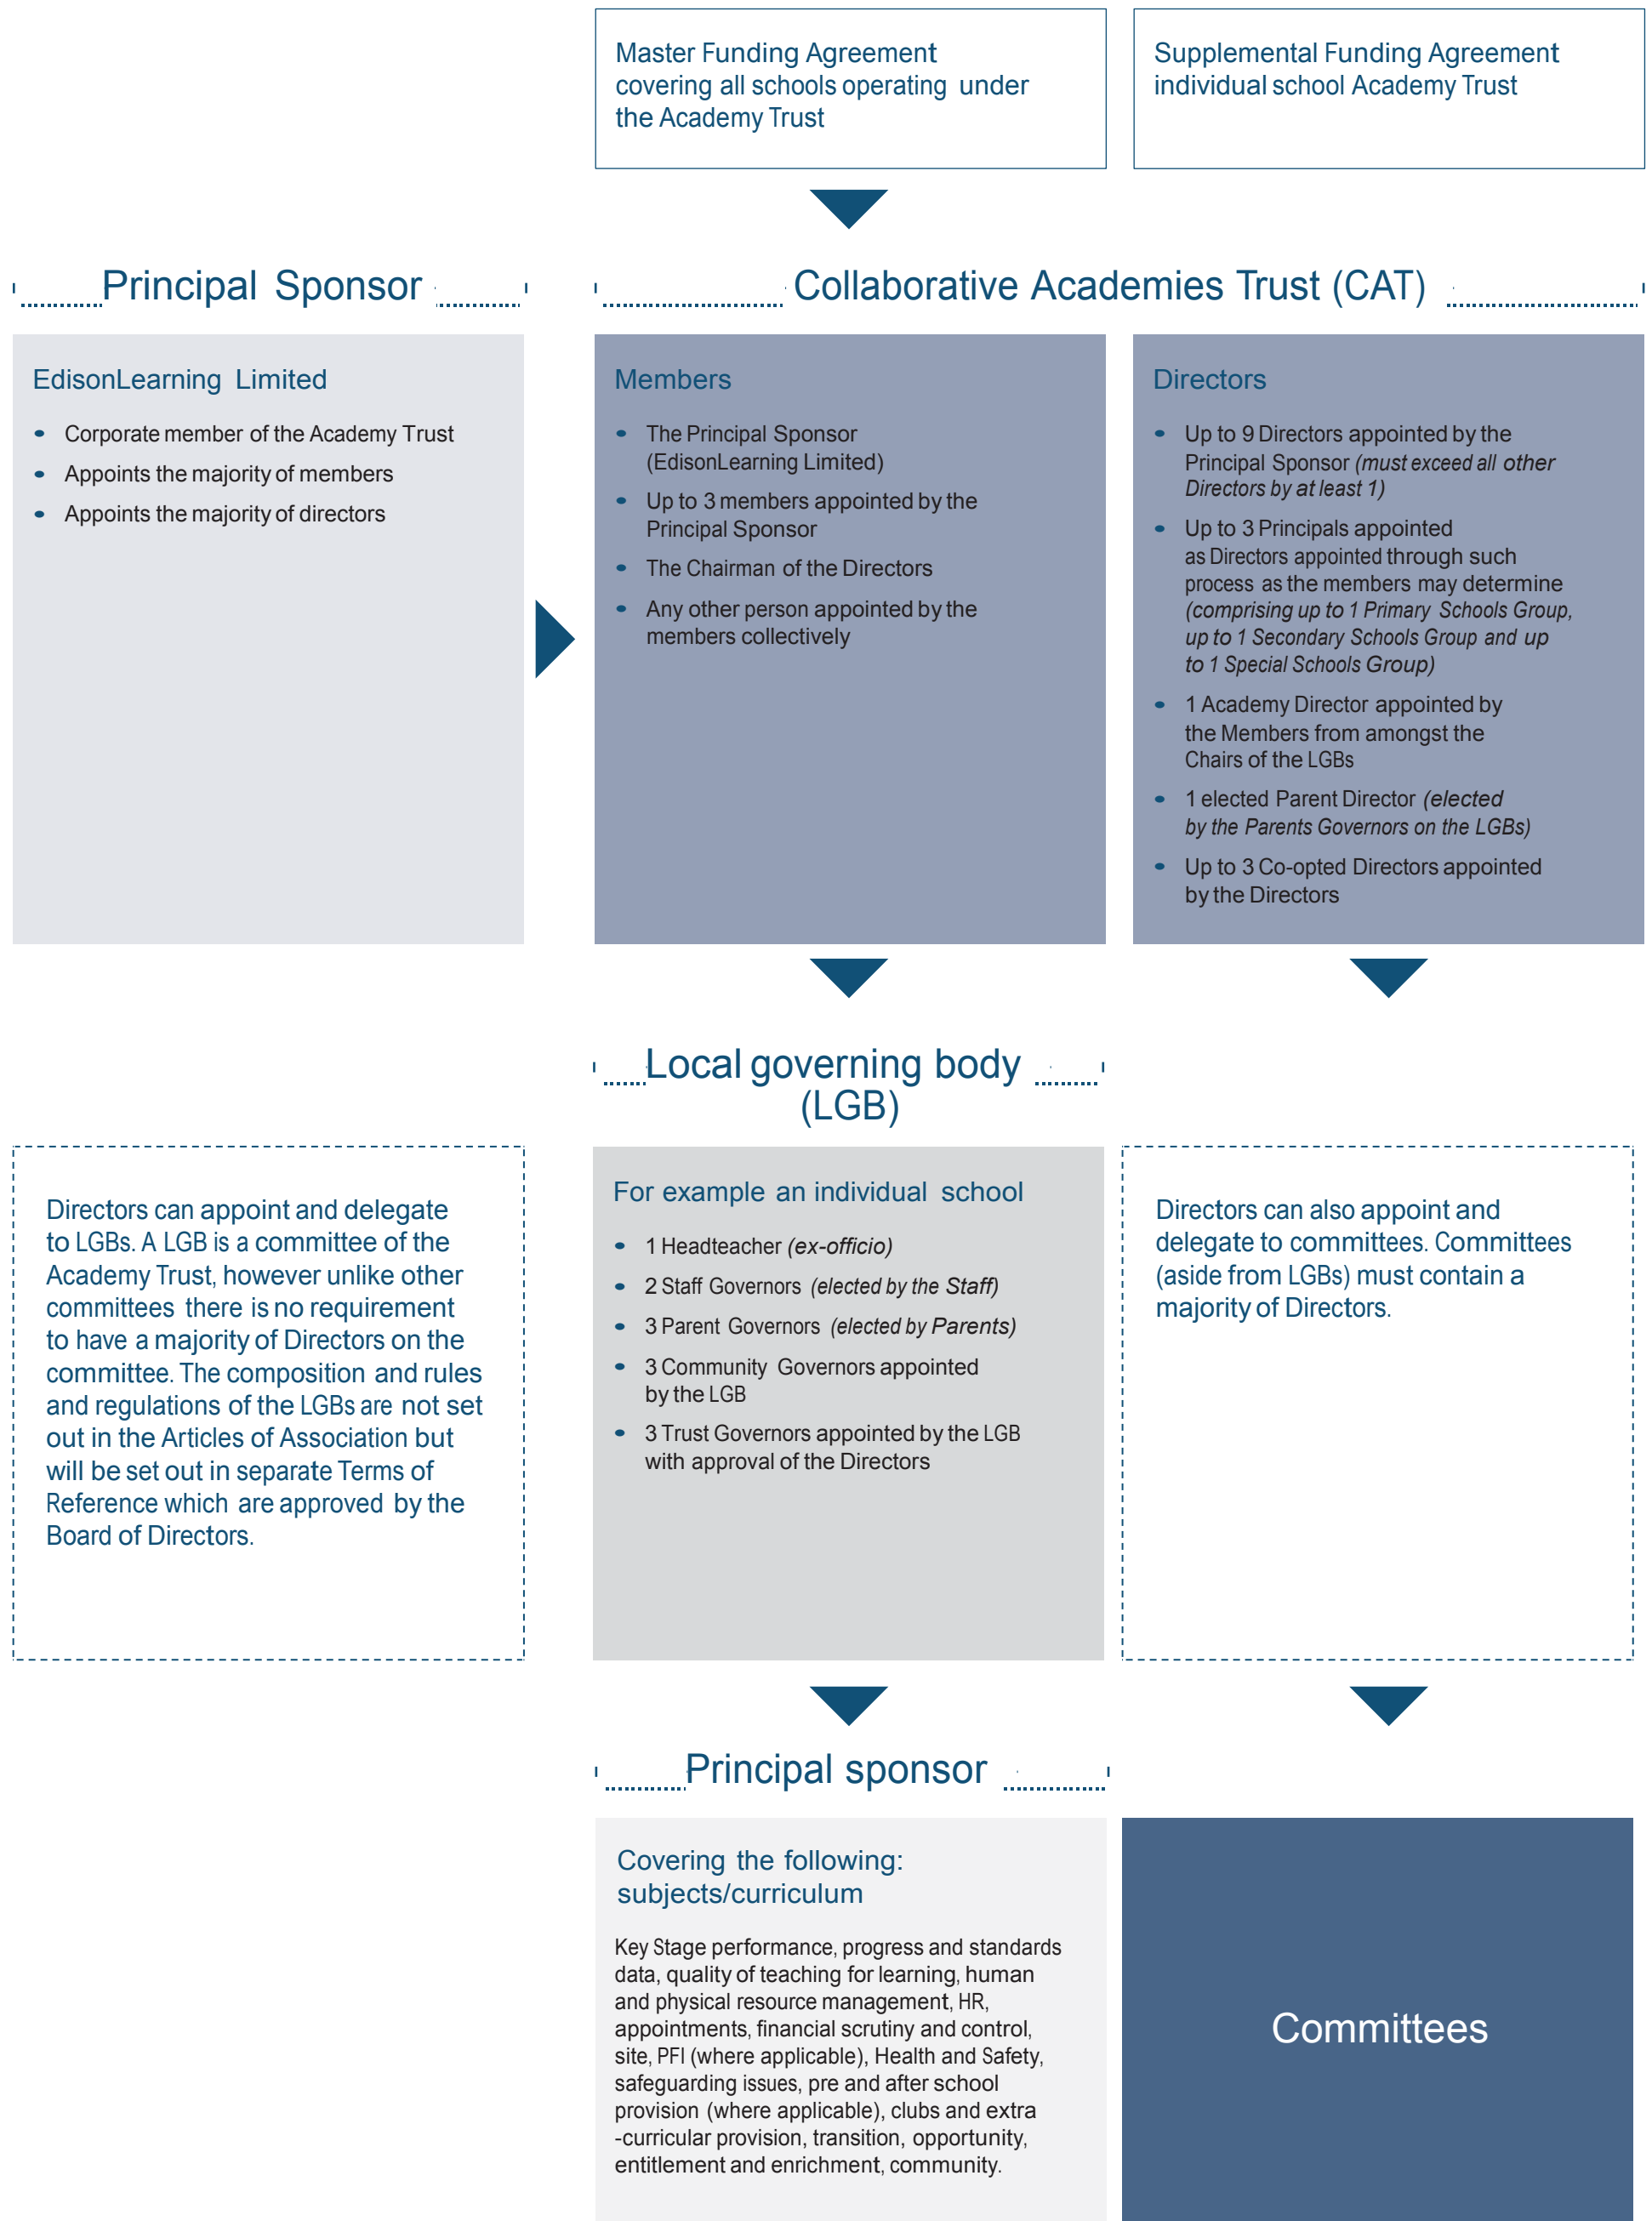 Master Funding Agreement
covering all schools operating under
the Academy Trust
Supplemental Funding Agreement
individual school Academy Trust
Principal Sponsor
Collaborative Academies Trust (CAT)
EdisonLearning Limited
• Corporate member of the Academy Trust
• Appoints the majority of members
• Appoints the majority of directors
Members
• The Principal Sponsor
(EdisonLearning Limited)
• Up to 3 members appointed by the
Principal Sponsor
• The Chairman of the Directors
• Any other person appointed by the
members collectively
Directors
• Up to 9 Directors appointed by the
Principal Sponsor (must exceed all other
Directors by at least 1)
• Up to 3 Principals appointed
as Directors appointed through such
process as the members may determine
(comprising up to 1 Primary Schools Group,
up to 1 Secondary Schools Group and up
to 1 Special Schools Group)
• 1 Academy Director appointed by
the Members from amongst the
Chairs of the LGBs
• 1 elected Parent Director (elected
by the Parents Governors on the LGBs)
• Up to 3 Co-opted Directors appointed
by the Directors
Local governing body
(LGB)
Directors can appoint and delegate
to LGBs. A LGB is a committee of the
Academy Trust, however unlike other
committees there is no requirement
to have a majority of Directors on the
committee. The composition and rules
and regulations of the LGBs are not set
out in the Articles of Association but
will be set out in separate Terms of
Reference which are approved by the
Board of Directors.
For example an individual school
• 1 Headteacher (ex-officio)
• 2 Staff Governors (elected by the Staff)
• 3 Parent Governors (elected by Parents)
• 3 Community Governors appointed
by the LGB
• 3 Trust Governors appointed by the LGB
with approval of the Directors
Directors can also appoint and
delegate to committees. Committees
(aside from LGBs) must contain a
majority of Directors.
Principal sponsor
Covering the following:
subjects/curriculum
Key Stage performance, progress and standards
data, quality of teaching for learning, human
and physical resource management, HR,
appointments, financial scrutiny and control,
site, PFI (where applicable), Health and Safety,
safeguarding issues, pre and after school
provision (where applicable), clubs and extra
-curricular provision, transition, opportunity,
entitlement and enrichment, community.
Committees